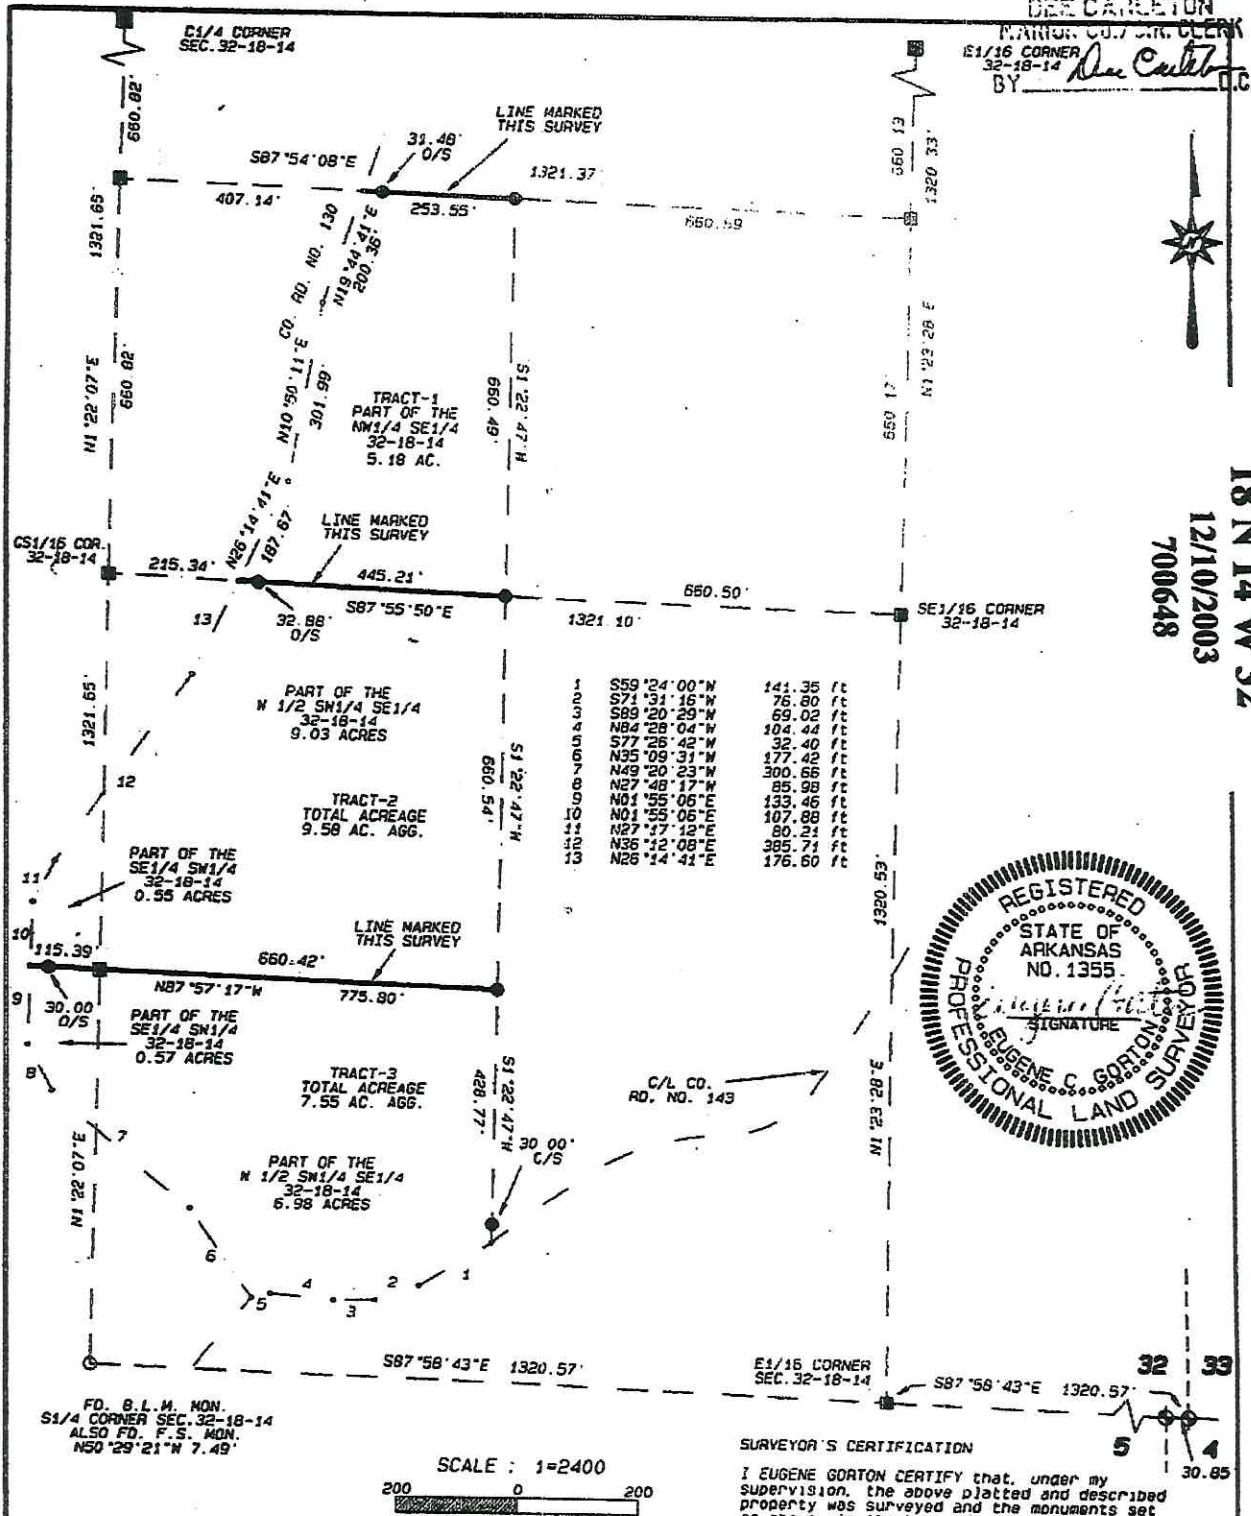 DEE CARLETON
MARION CO./CIR. CLERK
E1/16 CORNER
32-18-14
BY Dee Carleton D.C.
C1/4 CORNER
SEC. 32-18-14
660.82'
LINE MARKED
THIS SURVEY
31.48'
O/S
S87°54'08"E
1321.37'
407.14'
253.55'
660.59
660 13
1320 33'
1321.65'
CO. RD. NO. 130
N19°44'41"E
200.36'
N1°22'07"E
660.82'
N10°50'11"E
301.99'
S1°22'47"W
660.49'
N1°23'28 E
660 17'
TRACT-1
PART OF THE
NW1/4 SE1/4
32-18-14
5.18 AC.
18 N 14 W 32
12/10/2003
700648
N26°14'41"E
187.67'
LINE MARKED
THIS SURVEY
CS1/16 COR.
32-18-14
215.34'
445.21'
S87°55'50"E
660.50'
1321.10'
SE1/16 CORNER
32-18-14
13
32.88'
O/S
1321.65'
PART OF THE
W 1/2 SW1/4 SE1/4
32-18-14
9.03 ACRES
1 S59°24'00"W 141.35 ft
2 S71°31'16"W 76.80 ft
3 S89°20'29"W 69.02 ft
4 N84°28'04"W 104.44 ft
5 S77°26'42"W 32.40 ft
6 N35°09'31"W 177.42 ft
7 N49°20'23"W 300.66 ft
8 N27°48'17"W 85.98 ft
9 N01°55'06"E 133.46 ft
10 N01°55'06"E 107.88 ft
11 N27°17'12"E 80.21 ft
12 N36°12'08"E 385.71 ft
13 N26°14'41"E 176.60 ft
12
S1°22'47"W
660.54'
TRACT-2
TOTAL ACREAGE
9.58 AC. AGG.
PART OF THE
SE1/4 SW1/4
32-18-14
0.55 ACRES
11
10
1320.53'
REGISTERED
STATE OF
ARKANSAS
NO. 1355
SIGNATURE
EUGENE C. GORTON
PROFESSIONAL LAND SURVEYOR
LINE MARKED
THIS SURVEY
115.39'
660.42'
N87°57'17"W
775.80'
9
30.00
O/S
PART OF THE
SE1/4 SW1/4
32-18-14
0.57 ACRES
8
TRACT-3
TOTAL ACREAGE
7.55 AC. AGG.
S1°22'47"W
428.77'
C/L CO.
RD. NO. 143
N1°23'28"E
7
30.00'
O/S
PART OF THE
W 1/2 SW1/4 SE1/4
32-18-14
6.98 ACRES
N1°22'07"E
6
5
4
3
2
1
S87°58'43"E 1320.57'
E1/16 CORNER
SEC. 32-18-14
S87°58'43"E 1320.57'
32
33
5
4
30.85
FD. B.L.M. MON.
S1/4 CORNER SEC.32-18-14
ALSO FD. F.S. MON.
N50°29'21"W 7.49'
SCALE : 1=2400
200 0 200
SURVEYOR'S CERTIFICATION
I EUGENE GORTON CERTIFY that, under my
supervision, the above platted and described
property was surveyed and the monuments set